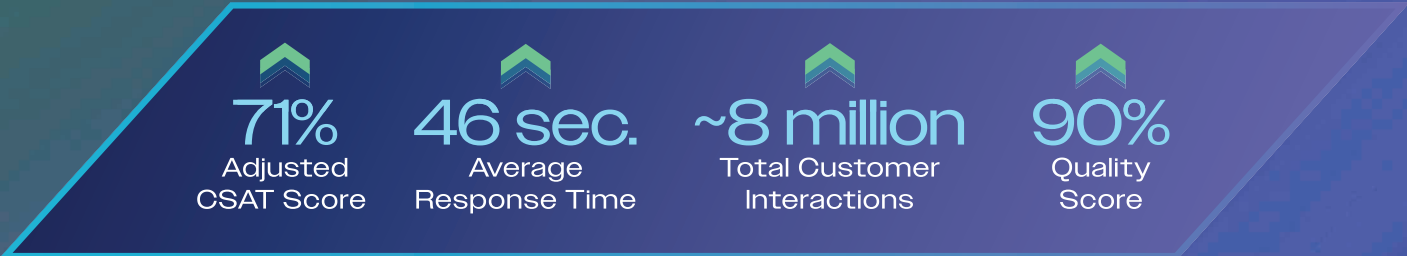 71%
Adjusted
CSAT Score
46 sec.
Average
Response Time
~8 million
Total Customer
Interactions
90%
Quality
Score